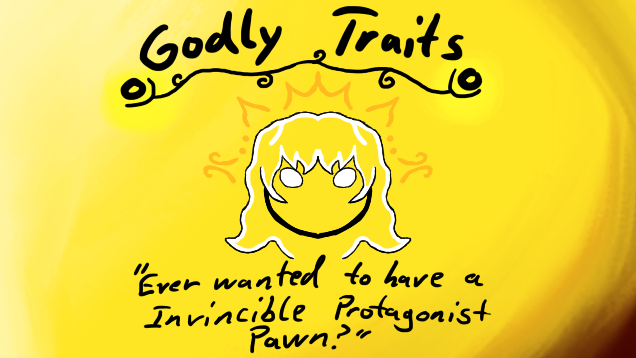 Godly Traits
"Ever wanted to have a
Invincible Protagonist
Pawn?"